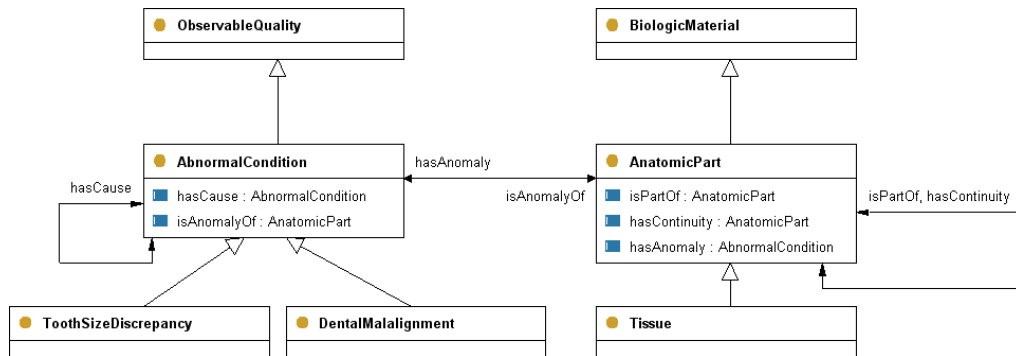 ObservableQuality
BiologicMaterial
AbnormalCondition
hasCause : AbnormalCondition
isAnomalyOf : AnatomicPart
hasCause
hasAnomaly
isAnomalyOf
AnatomicPart
isPartOf : AnatomicPart
hasContinuity : AnatomicPart
hasAnomaly : AbnormalCondition
isPartOf, hasContinuity
ToothSizeDiscrepancy
DentalMalalignment
Tissue